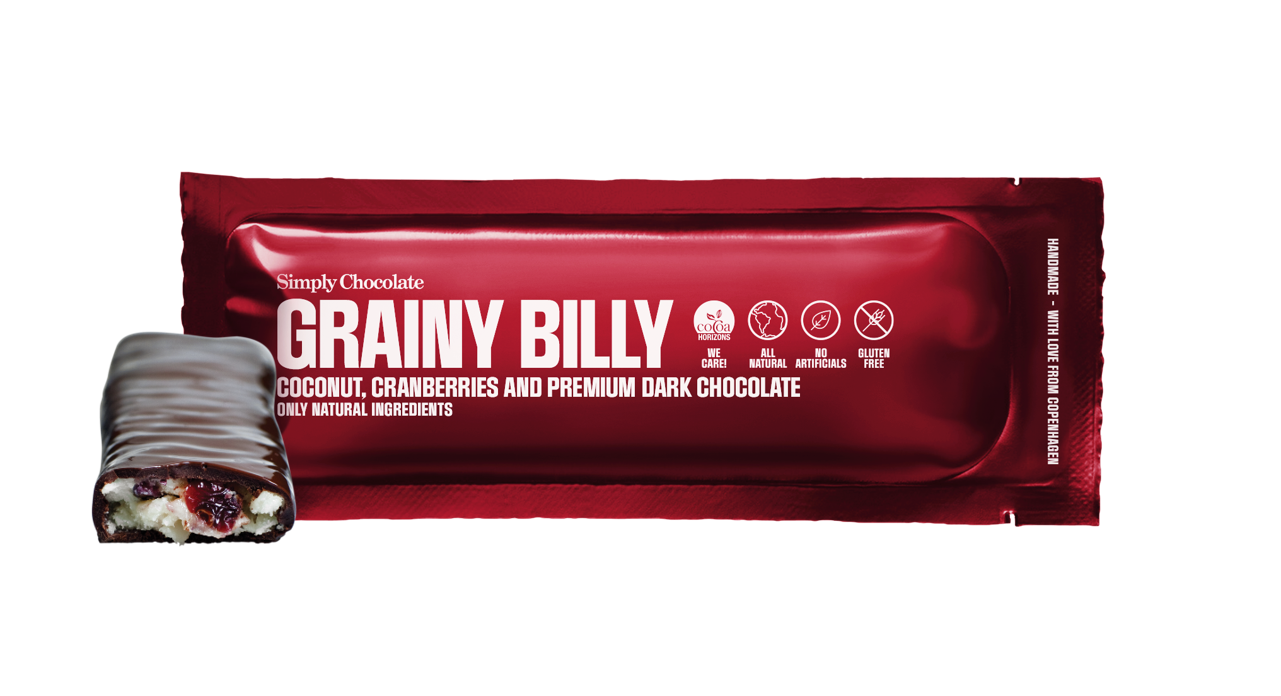 Simply Chocolate
GRAINY BILLY
COCONUT, CRANBERRIES AND PREMIUM DARK CHOCOLATE
ONLY NATURAL INGREDIENTS
cocoa
HORIZONS
WE
CARE!
ALL
NATURAL
NO
ARTIFICIALS
GLUTEN
FREE
HANDMADE - WITH LOVE FROM COPENHAGEN